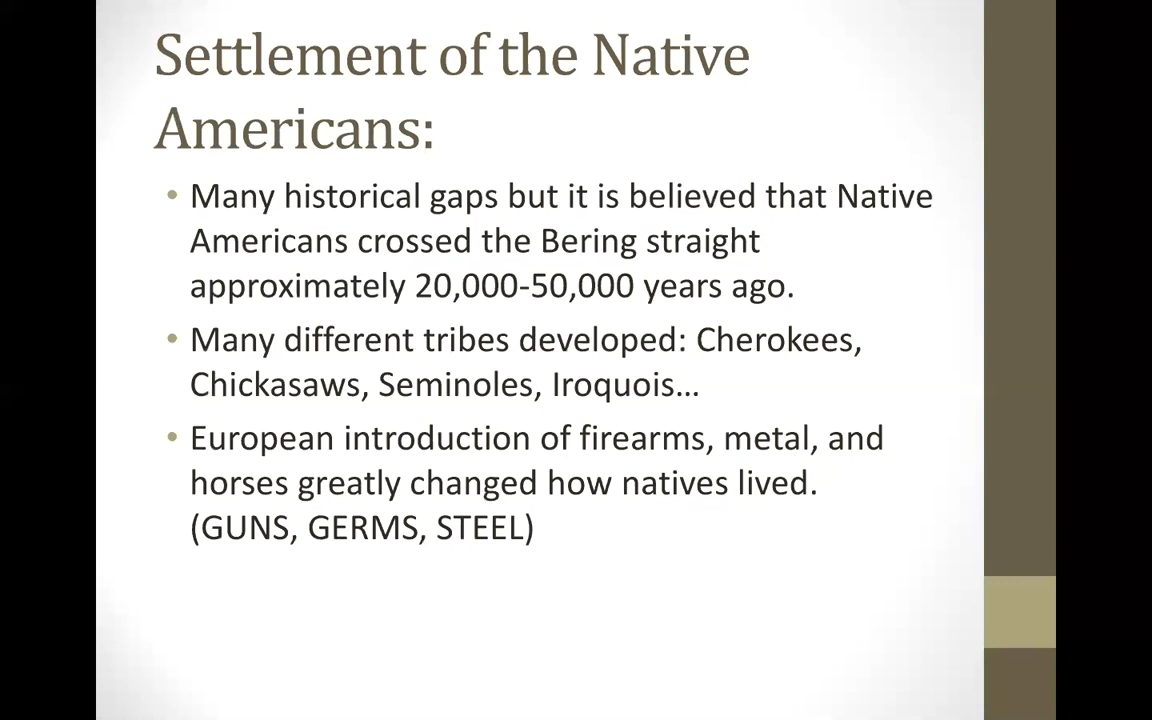 Settlement of the Native
Americans:
• Many historical gaps but it is believed that Native
Americans crossed the Bering straight
approximately 20,000-50,000 years ago.
• Many different tribes developed: Cherokees,
Chickasaws, Seminoles, Iroquois…
• European introduction of firearms, metal, and
horses greatly changed how natives lived.
(GUNS, GERMS, STEEL)